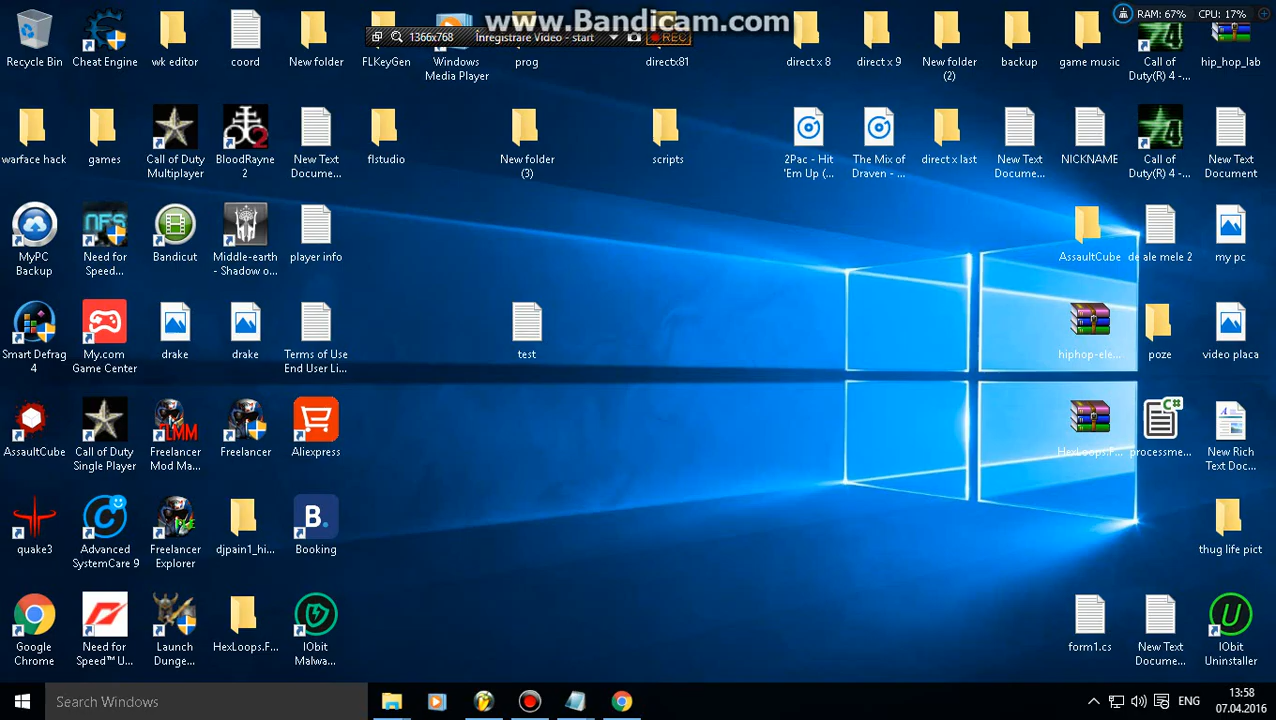 www.Bandicam.com
RAM: 67% CPU: 17%
1366x768 Inregistrare Video - start REC
Recycle Bin
Cheat Engine
wk editor
coord
New folder
FLKeyGen
Windows
Media Player
prog
directx81
direct x 8
direct x 9
New folder
(2)
backup
game music
Call of
Duty(R) 4 -...
hip_hop_lab
warface hack
games
Call of Duty
Multiplayer
BloodRayne
2
New Text
Docume...
flstudio
New folder
(3)
scripts
2Pac - Hit
'Em Up (...
The Mix of
Draven - ...
direct x last
New Text
Docume...
NICKNAME
Call of
Duty(R) 4 -...
New Text
Document
MyPC
Backup
Need for
Speed...
Bandicut
Middle-earth
- Shadow o...
player info
AssaultCube
de ale mele 2
my pc
Smart Defrag
4
My.com
Game Center
drake
drake
Terms of Use
End User Li...
test
hiphop-ele...
poze
video placa
AssaultCube
Call of Duty
Single Player
FLMM
Freelancer
Mod Ma...
Freelancer
Aliexpress
HexLoops.F...
C#
processme...
New Rich
Text Doc...
quake3
Advanced
SystemCare 9
Freelancer
Explorer
djpain1_hi...
B.
Booking
thug life pict
Google
Chrome
Need for
Speed™ U...
Launch
Dunge...
HexLoops.F...
IObit
Malwa...
form1.cs
New Text
Docume...
IObit
Uninstaller
Search Windows
ENG
13:58
07.04.2016